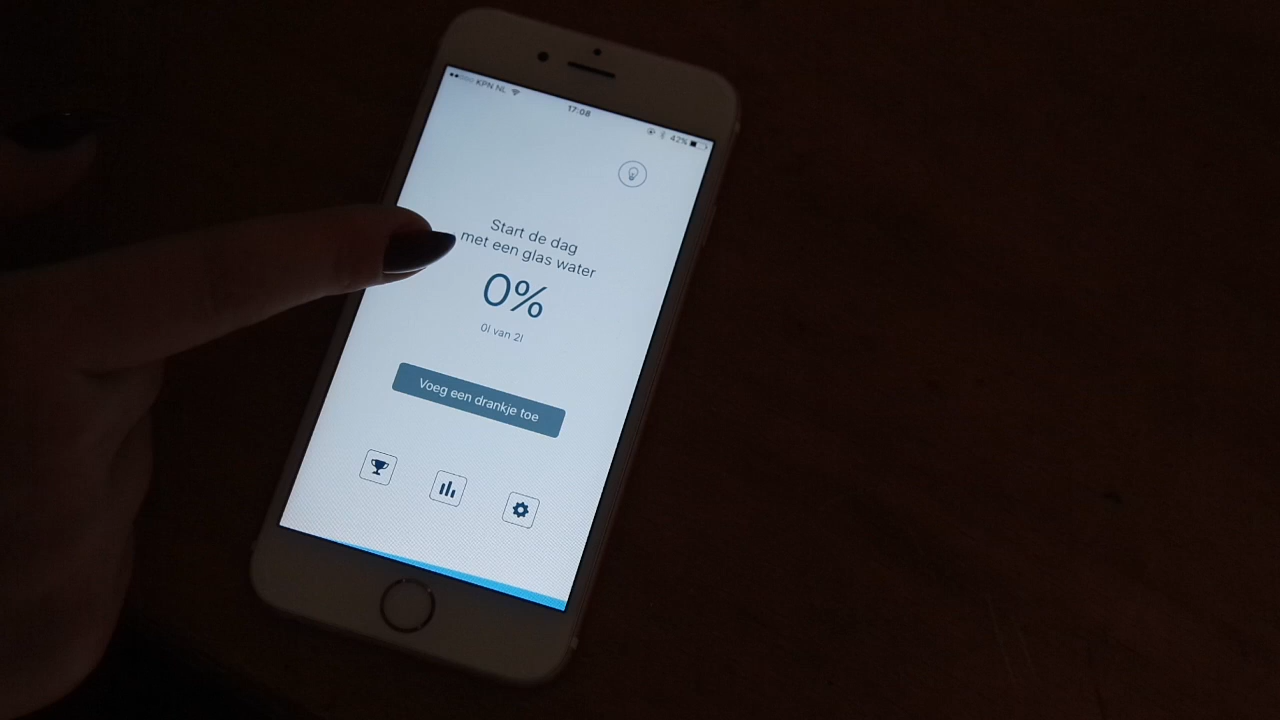 KPN NL
17:08
42%
Start de dag
met een glas water
0%
0l van 2l
Voeg een drankje toe